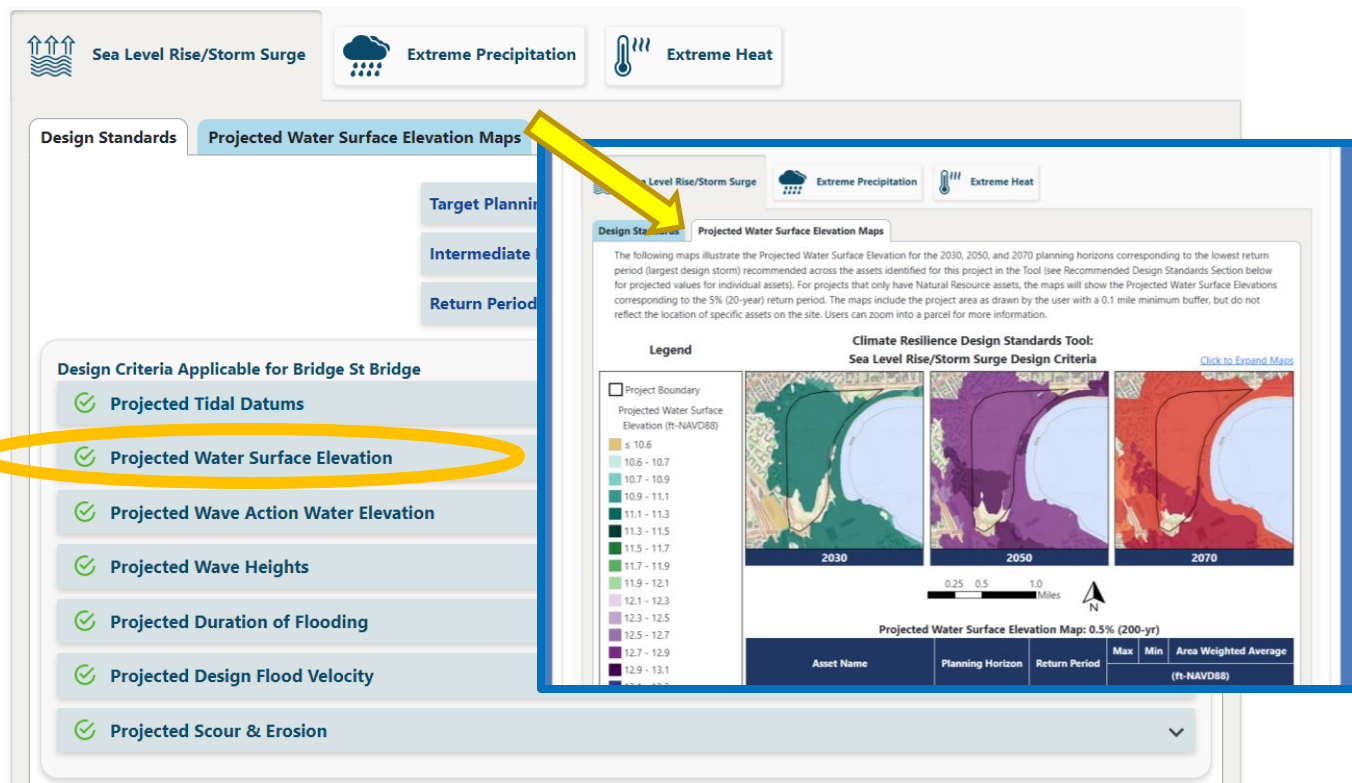 Sea Level Rise/Storm Surge
Extreme Precipitation
Extreme Heat
Design Standards
Projected Water Surface Elevation Maps
Target
Intermediate
Return Period
Design Criteria Applicable for Bridge St Bridge
Projected Tidal Datums
Projected Water Surface Elevation
Projected Wave Action Water Elevation
Projected Wave Heights
Projected Duration of Flooding
Projected Design Flood Velocity
Projected Scour & Erosion
Level Rise/Storm Surge
Extreme Precipitation
Extreme Heat
Design
Projected Water Surface Elevation Maps
The following maps illustrate the Projected Water Surface Elevation for the 2030, 2050, and 2070 planning horizons corresponding to the lowest return
period (largest design storm) recommended across the assets identified for this project in the Tool (see Recommended Design Standards Section below
for projected values for individual assets). For projects that only have Natural Resource assets, the maps will show the Projected Water Surface Elevations
corresponding to the 5% (20-year) return period. The maps include the project area as drawn by the user with a 0.1 mile minimum buffer, but do not
reflect the location of specific assets on the site. Users can zoom into a parcel for more information.
Legend
Climate Resilience Design Standards Tool:
Sea Level Rise/Storm Surge Design Criteria
Click to Expand Maps
Project Boundary
Projected Water Surface
Elevation (ft-NAVD88)
≤ 10.6
10.6 - 10.7
10.7 - 10.9
10.9 - 11.1
11.1 - 11.3
11.3 - 11.5
11.5 - 11.7
11.7 - 11.9
11.9 - 12.1
12.1 - 12.3
12.3 - 12.5
12.5 - 12.7
12.7 - 12.9
12.9 - 13.1
2030
2050
2070
0.25 0.5 1.0
Miles
N
Projected Water Surface Elevation Map: 0.5% (200-yr)
Asset Name
Planning Horizon
Return Period
Max
Min
Area Weighted Average
(ft-NAVD88)